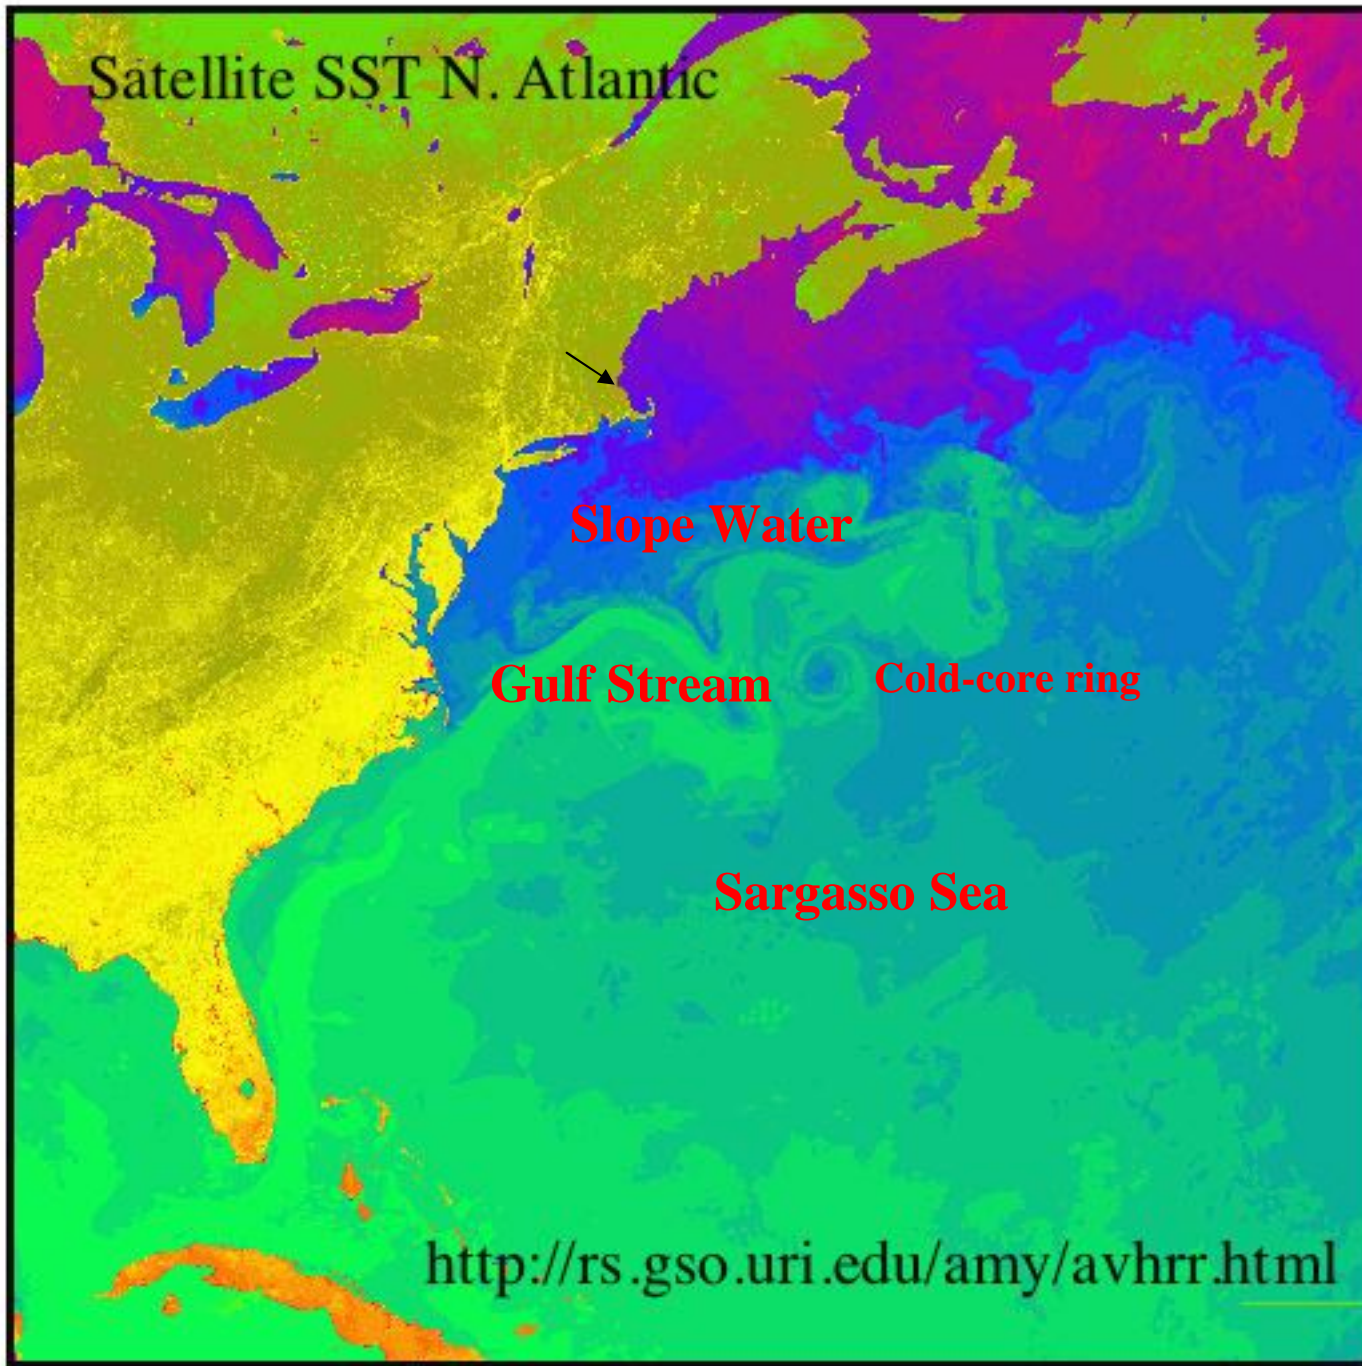 Satellite SST N. Atlantic
Slope Water
Gulf Stream
Cold-core ring
Sargasso Sea
http://rs.gso.uri.edu/amy/avhrr.html